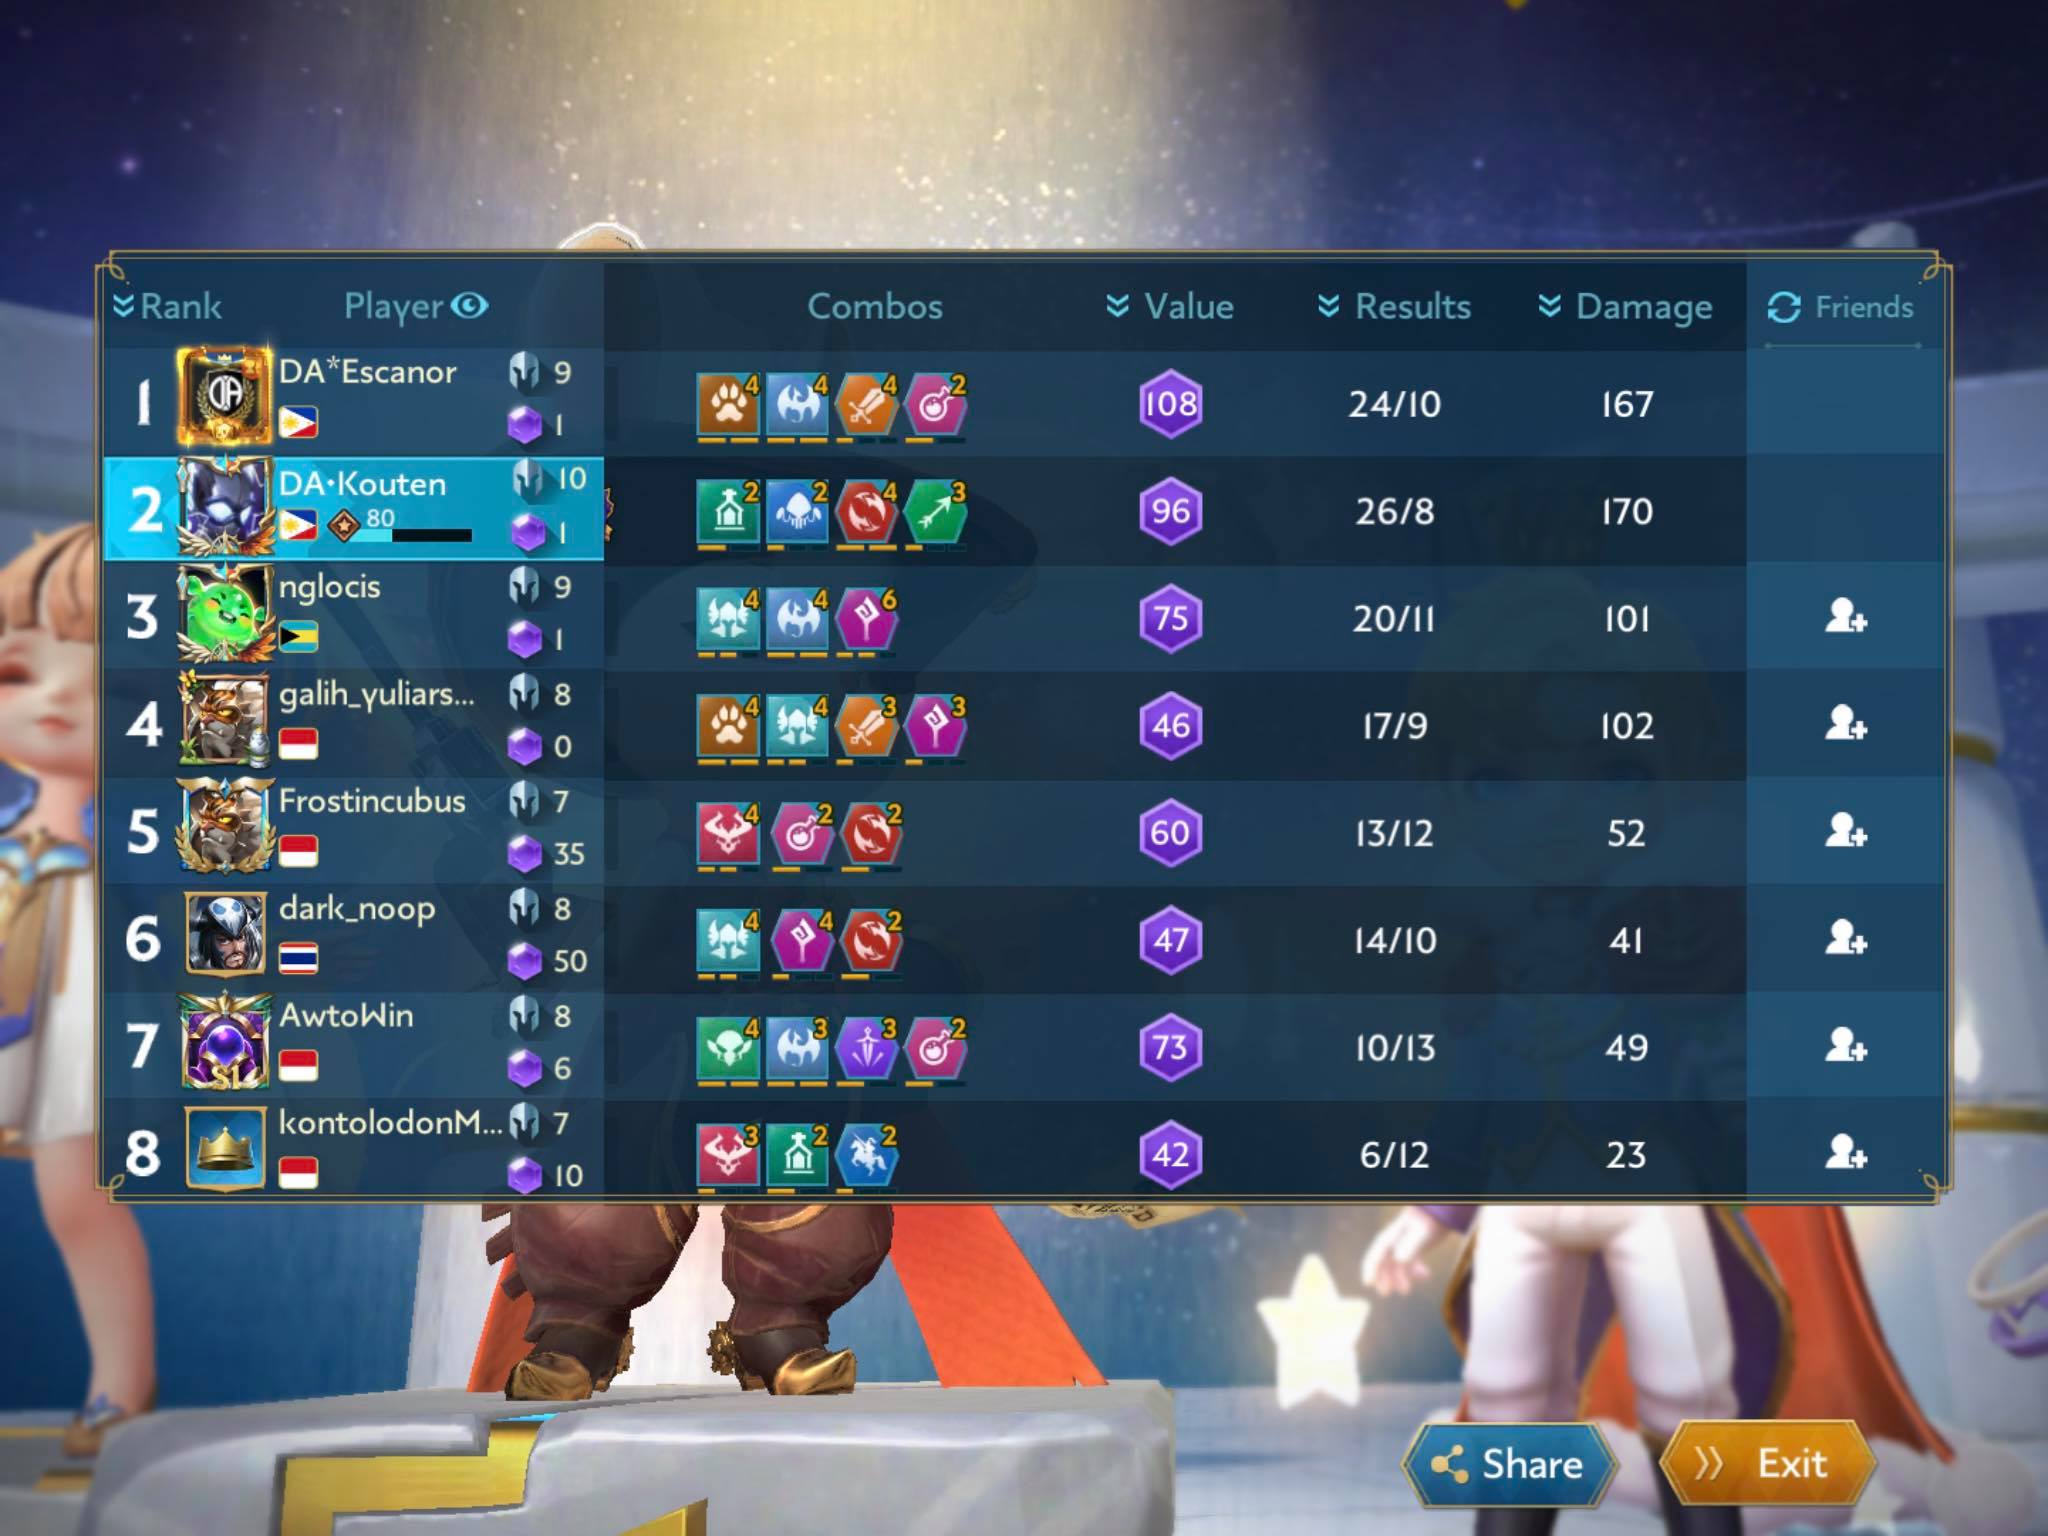 Rank Player Combos Value Results Damage Friends
1 DA*Escanor 9 1 4 4 4 2 108 24/10 167
2 DA•Kouten 80 10 1 2 2 4 3 96 26/8 170
3 nglocis 9 1 4 4 6 75 20/11 101
4 galih_yuliars... 8 0 4 4 3 3 46 17/9 102
5 Frostincubus 7 35 4 2 2 60 13/12 52
6 dark_noop 8 50 4 4 2 47 14/10 41
7 S1 AwtoWin 8 6 4 3 3 2 73 10/13 49
8 kontolodonM... 7 10 3 2 2 42 6/12 23
Share Exit